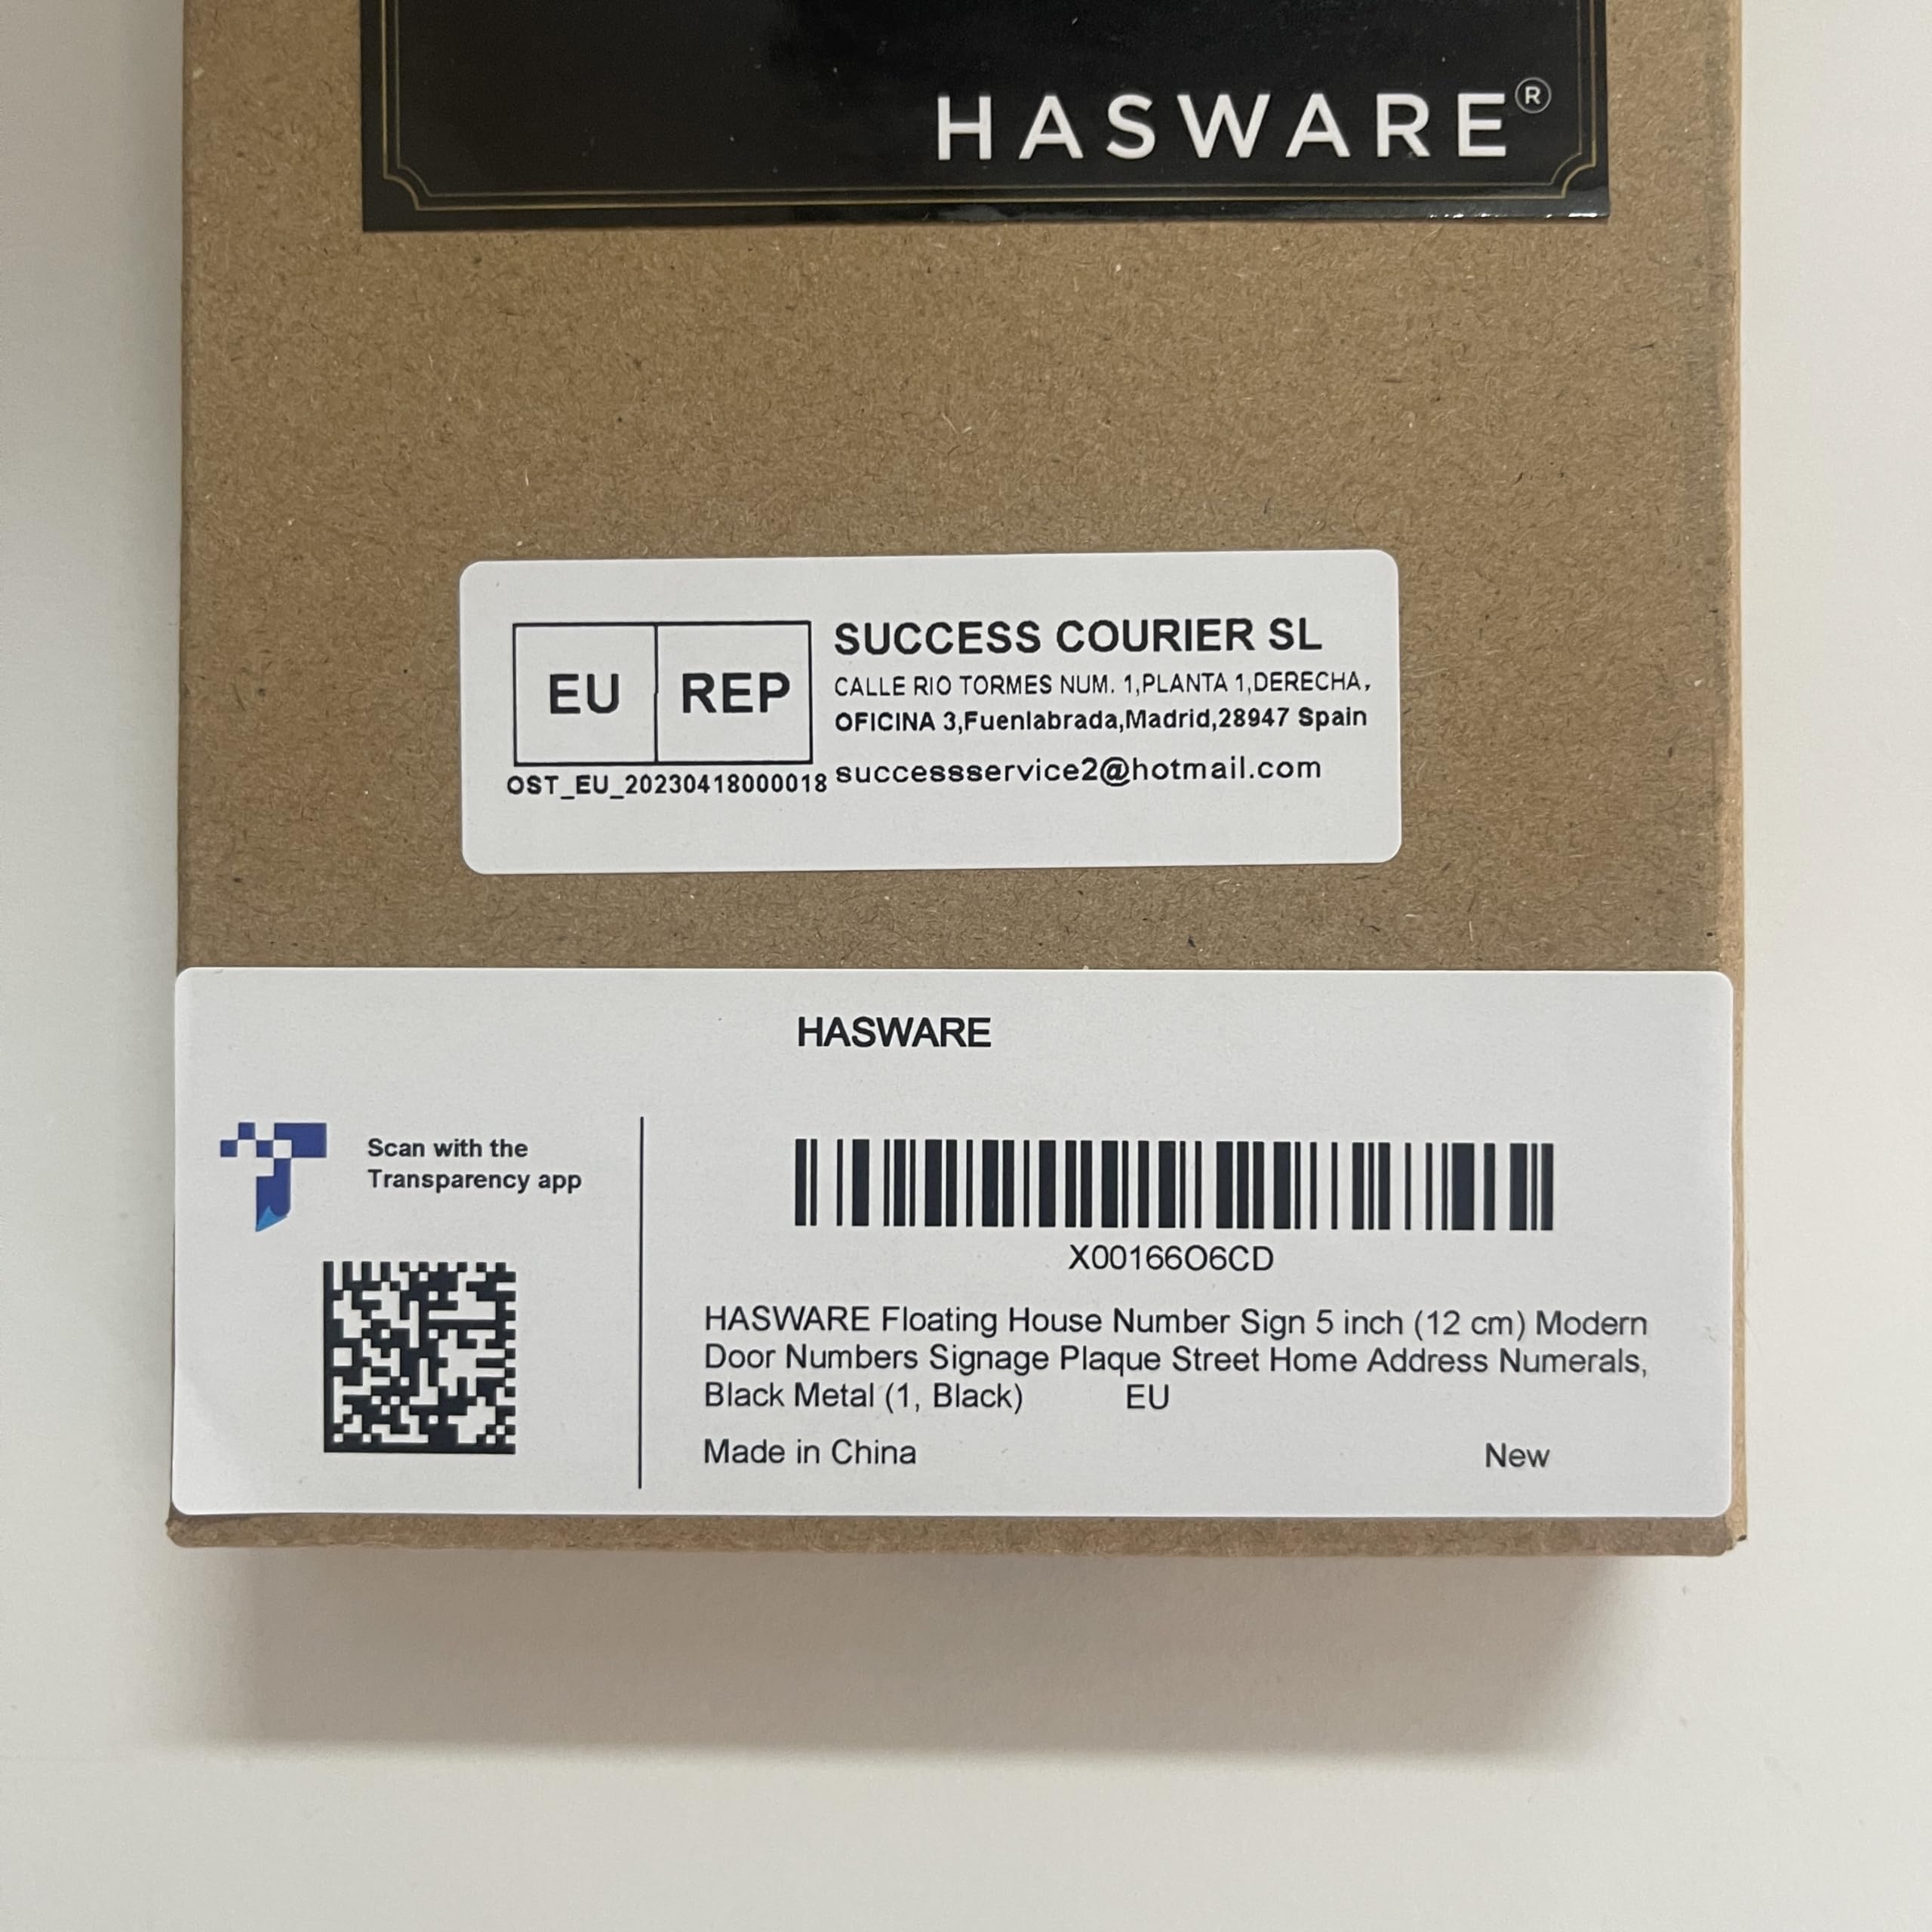 HASWARE®
EU REP
OST_EU_20230418000018
SUCCESS COURIER SL
CALLE RIO TORMES NUM. 1,PLANTA 1,DERECHA,
OFICINA 3,Fuenlabrada,Madrid,28947 Spain
successservice2@hotmail.com
HASWARE
Scan with the
Transparency app
X00166O6CD
HASWARE Floating House Number Sign 5 inch (12 cm) Modern
Door Numbers Signage Plaque Street Home Address Numerals,
Black Metal (1, Black) EU
Made in China
New